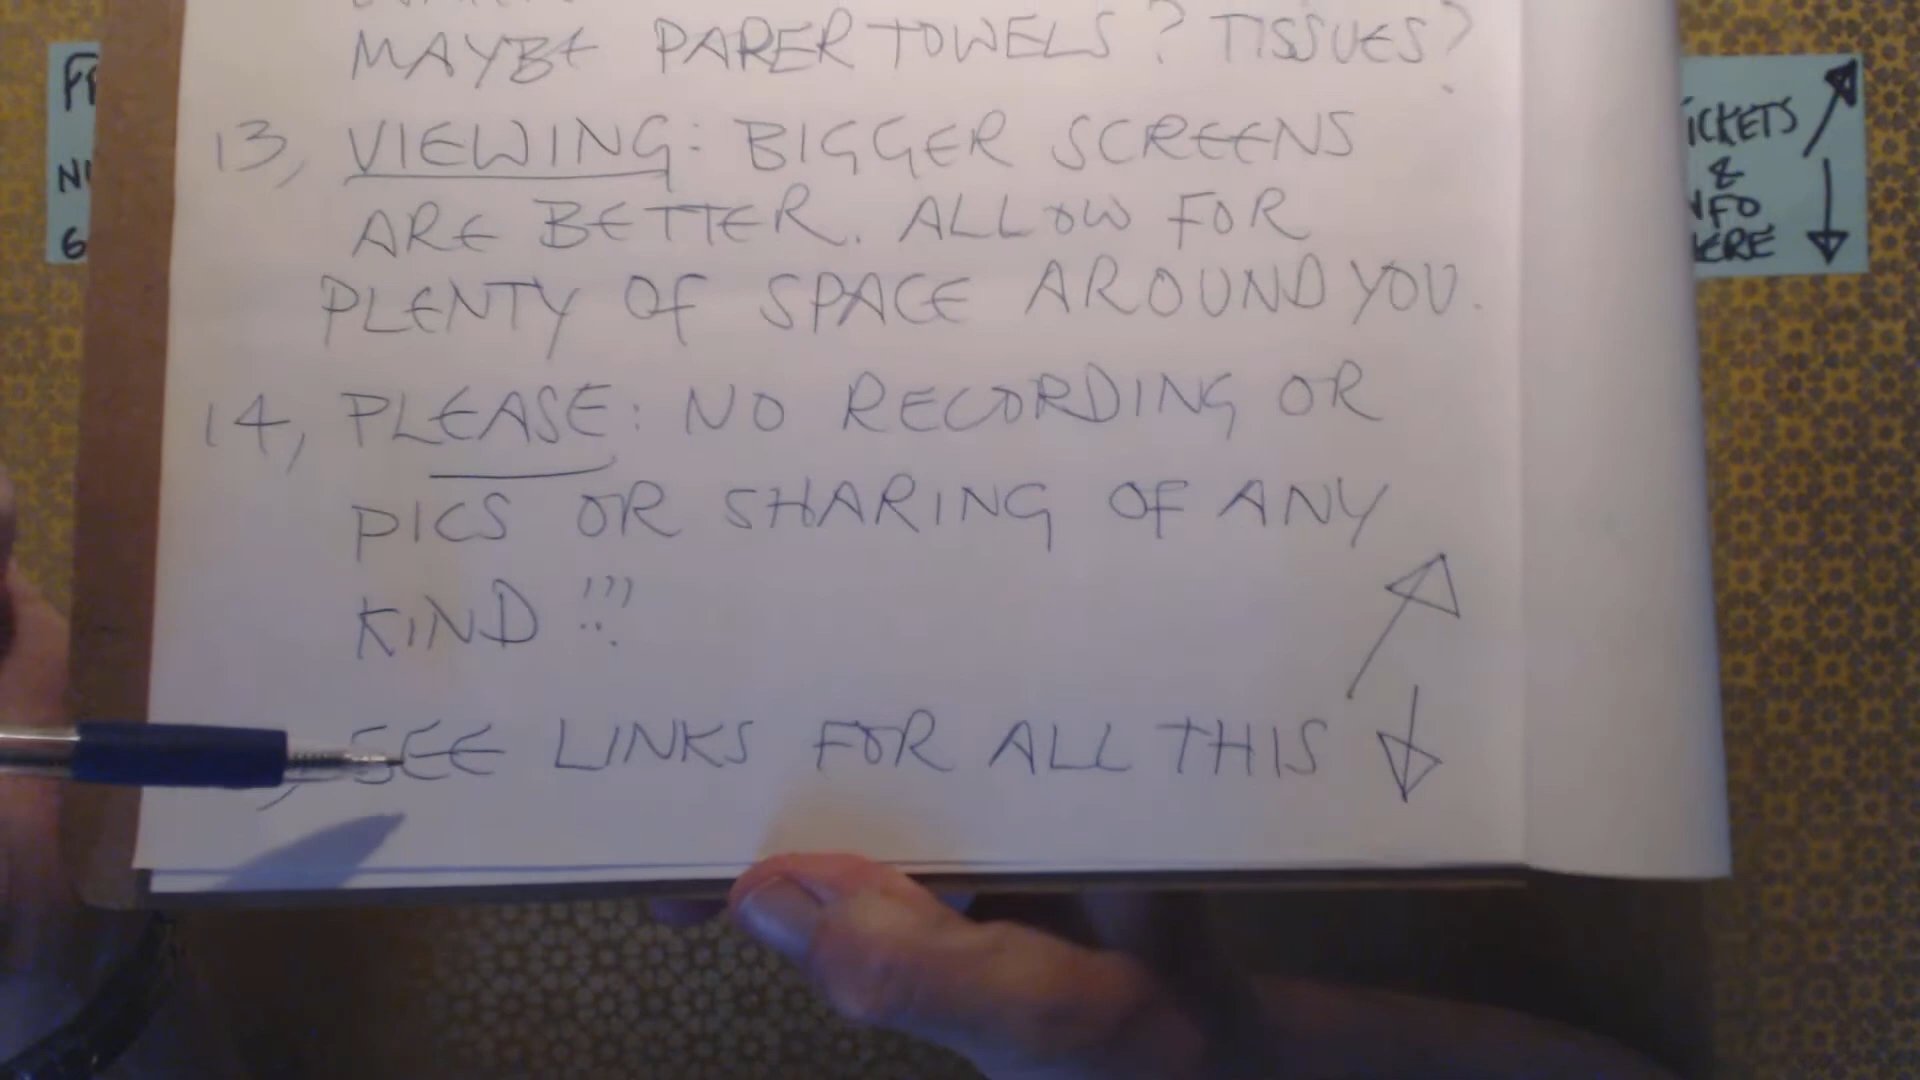 MAYBE PAPER TOWELS? TISSUES?
13, VIEWING: BIGGER SCREENS
ARE BETTER. ALLOW FOR
PLENTY OF SPACE AROUND YOU.
14, PLEASE: NO RECORDING OR
PICS OR SHARING OF ANY
KIND!!!
SEE LINKS FOR ALL THIS
ICKETS
&
NFO
ERE